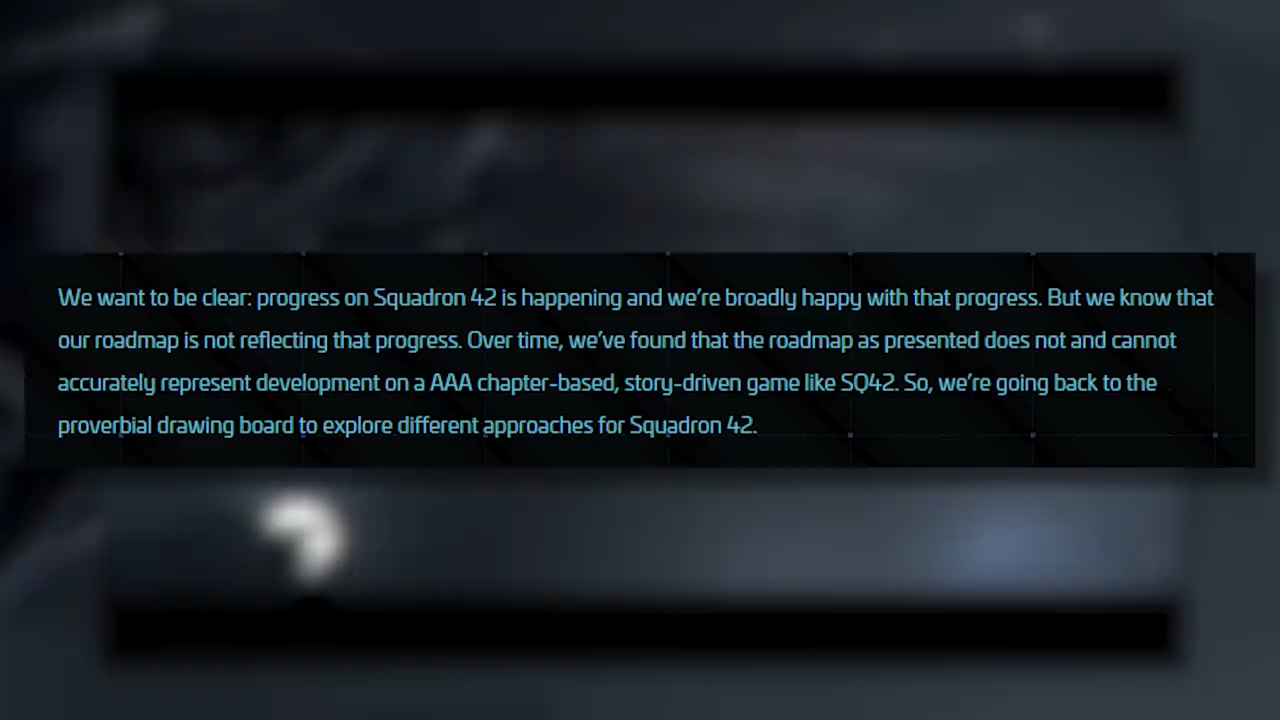 We want to be clear: progress on Squadron 42 is happening and we're broadly happy with that progress. But we know that
our roadmap is not reflecting that progress. Over time, we've found that the roadmap as presented does not and cannot
accurately represent development on a AAA chapter-based, story-driven game like SQ42. So, we're going back to the
proverbial drawing board to explore different approaches for Squadron 42.